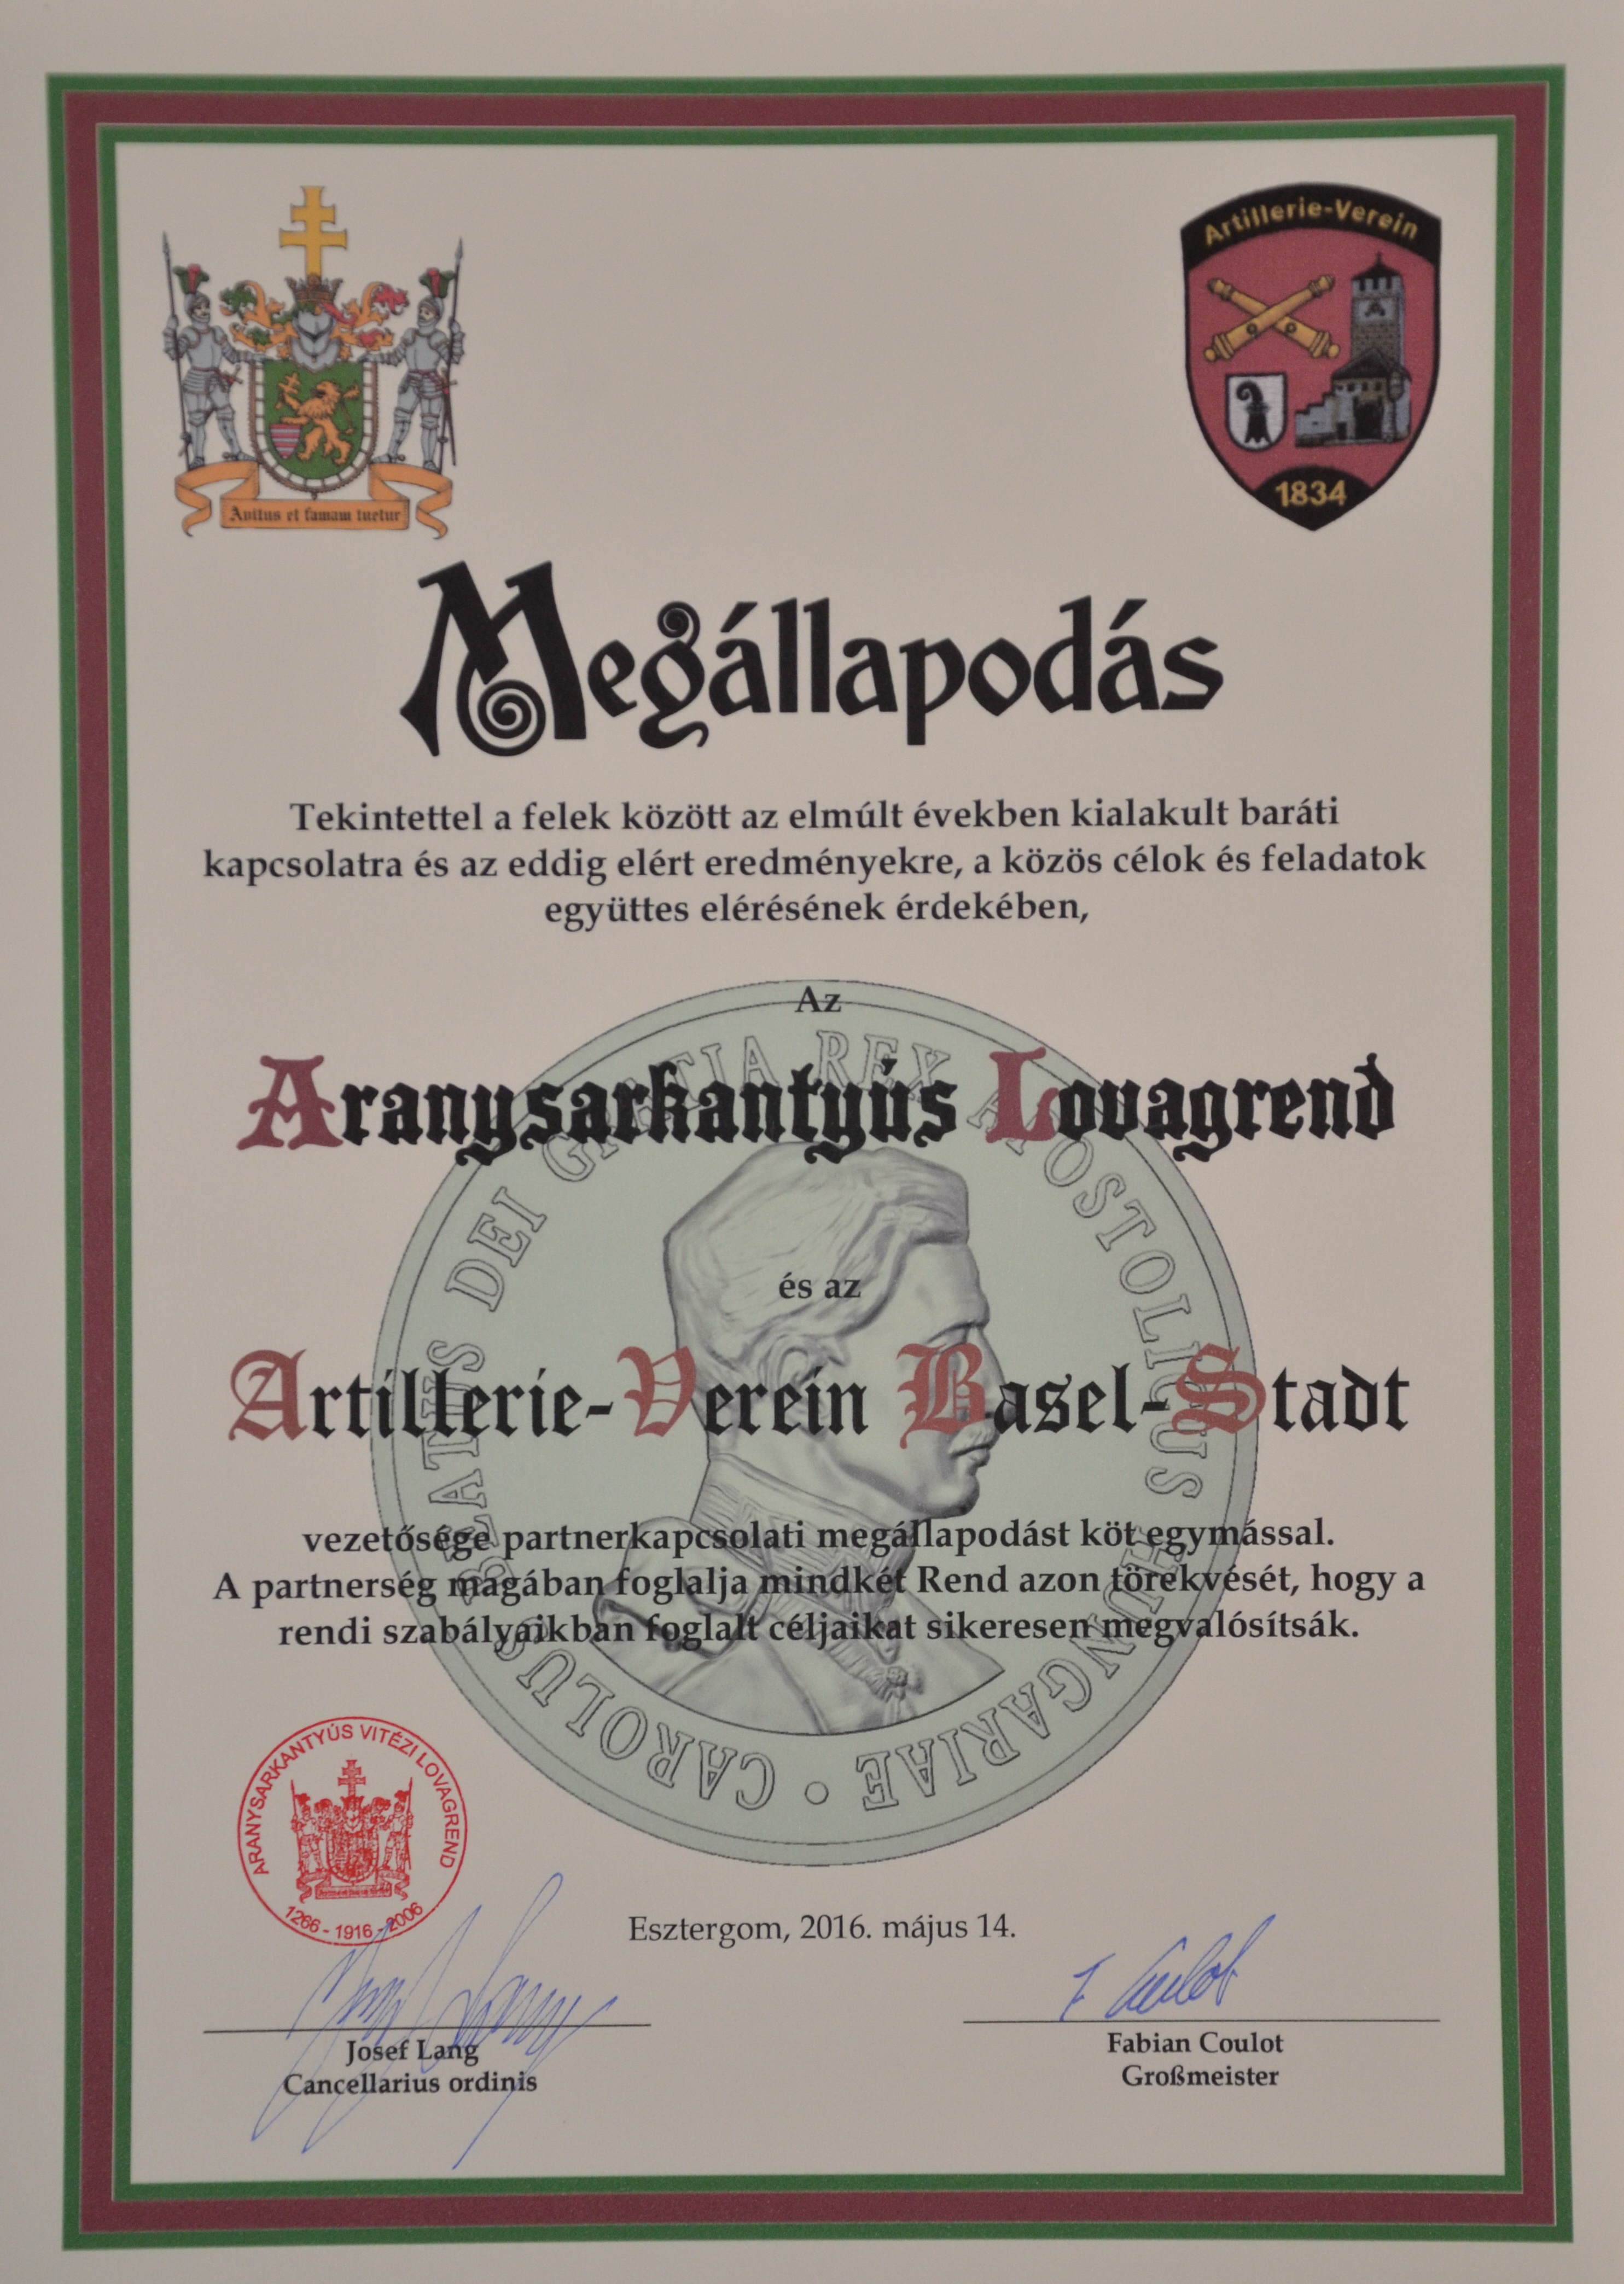 Artillerie-Verein
1834
Avitus et famam tuetur
Megállapodás
Tekintettel a felek között az elmúlt években kialakult baráti
kapcsolatra és az eddig elért eredményekre, a közös célok és feladatok
együttes elérésének érdekében,
Az
Aranysarkantyús Lovagrend
és az
Artillerie-Verein Basel-Stadt
vezetősége partnerkapcsolati megállapodást köt egymással.
A partnerség magában foglalja mindkét Rend azon törekvését, hogy a
rendi szabályaikban foglalt céljaikat sikeresen megvalósítsák.
CAROLUS BEATUS DEI GRATIA REX APOSTOLICUS HUNGARIAE
ARANYSARKANTYÚS VITÉZI LOVAGREND
1266 - 1916 - 2006
Esztergom, 2016. május 14.
F. Coulot
Josef Lang
Cancellarius ordinis
Fabian Coulot
Großmeister